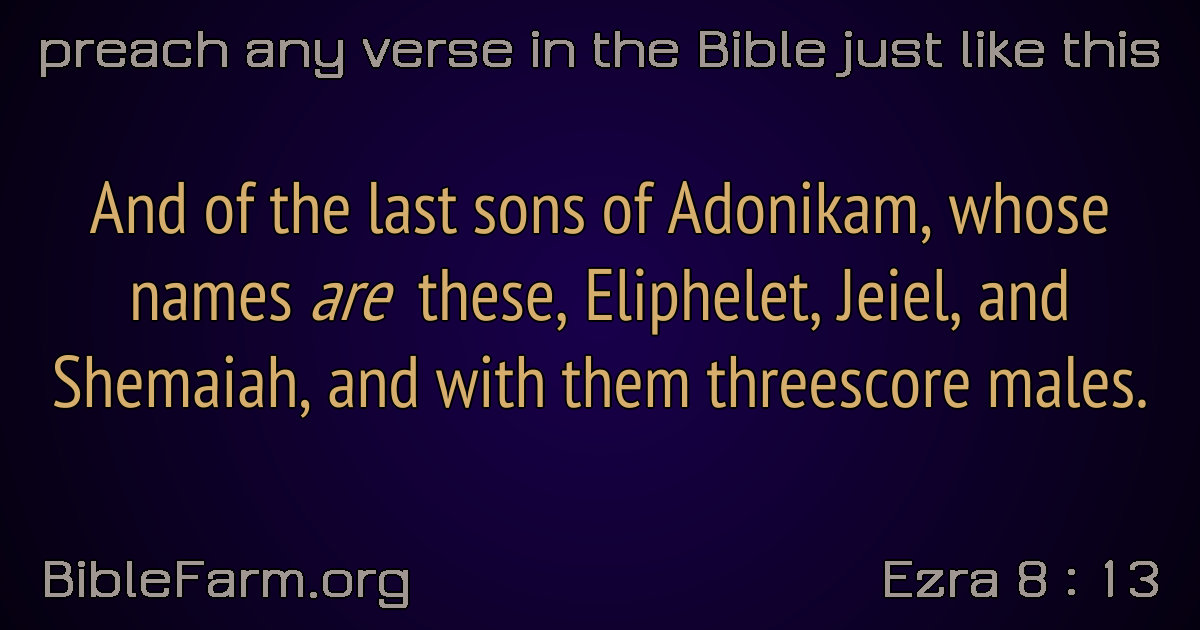 preach any verse in the Bible just like this
And of the last sons of Adonikam, whose
names are these, Eliphelet, Jeiel, and
Shemaiah, and with them threescore males.
BibleFarm.org
Ezra 8 : 13